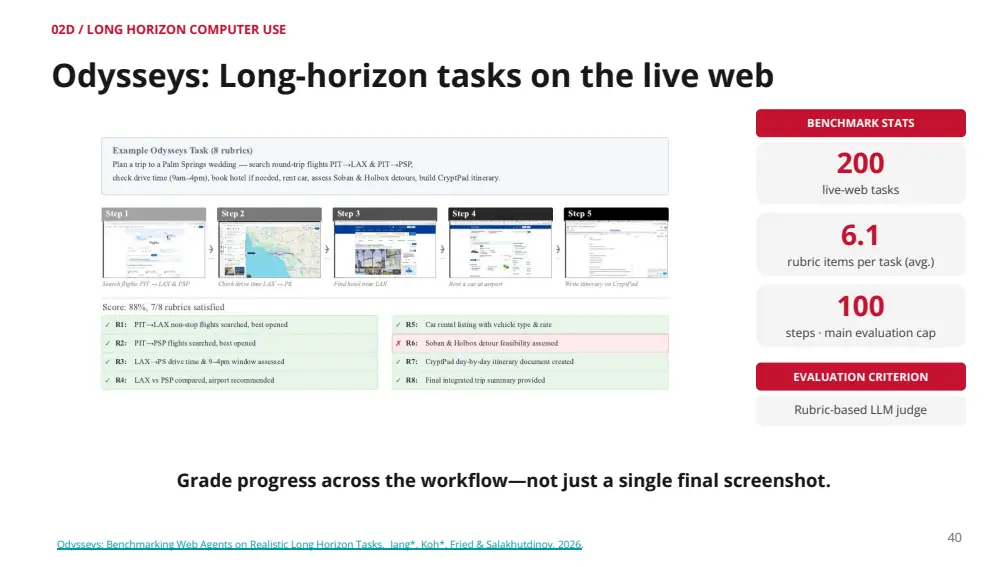 02D / LONG HORIZON COMPUTER USE
Odysseys: Long-horizon tasks on the live web
Example Odysseys Task (8 rubrics)
Plan a trip to a Palm Springs wedding — search round-trip flights PIT→LAX & PIT→PSP,
check drive time (9am–4pm), book hotel if needed, rent car, assess Soban & Holbox detours, build CryptPad itinerary.
Step 1
Step 2
Step 3
Step 4
Step 5
Search flights PIT → LAX & PSP
Check drive time LAX → PS
Find hotel near LAX
Rent a car at airport
Write itinerary on CryptPad
Score: 88%, 7/8 rubrics satisfied
✓ R1: PIT→LAX non-stop flights searched, best opened
✓ R2: PIT→PSP flights searched, best opened
✓ R3: LAX→PS drive time & 9–4pm window assessed
✓ R4: LAX vs PSP compared, airport recommended
✓ R5: Car rental listing with vehicle type & rate
✗ R6: Soban & Holbox detour feasibility assessed
✓ R7: CryptPad day-by-day itinerary document created
✓ R8: Final integrated trip summary provided
BENCHMARK STATS
200
live-web tasks
6.1
rubric items per task (avg.)
100
steps · main evaluation cap
EVALUATION CRITERION
Rubric-based LLM judge
Grade progress across the workflow—not just a single final screenshot.
Odysseys: Benchmarking Web Agents on Realistic Long Horizon Tasks. Jang*, Koh*, Fried & Salakhutdinov, 2026.
40